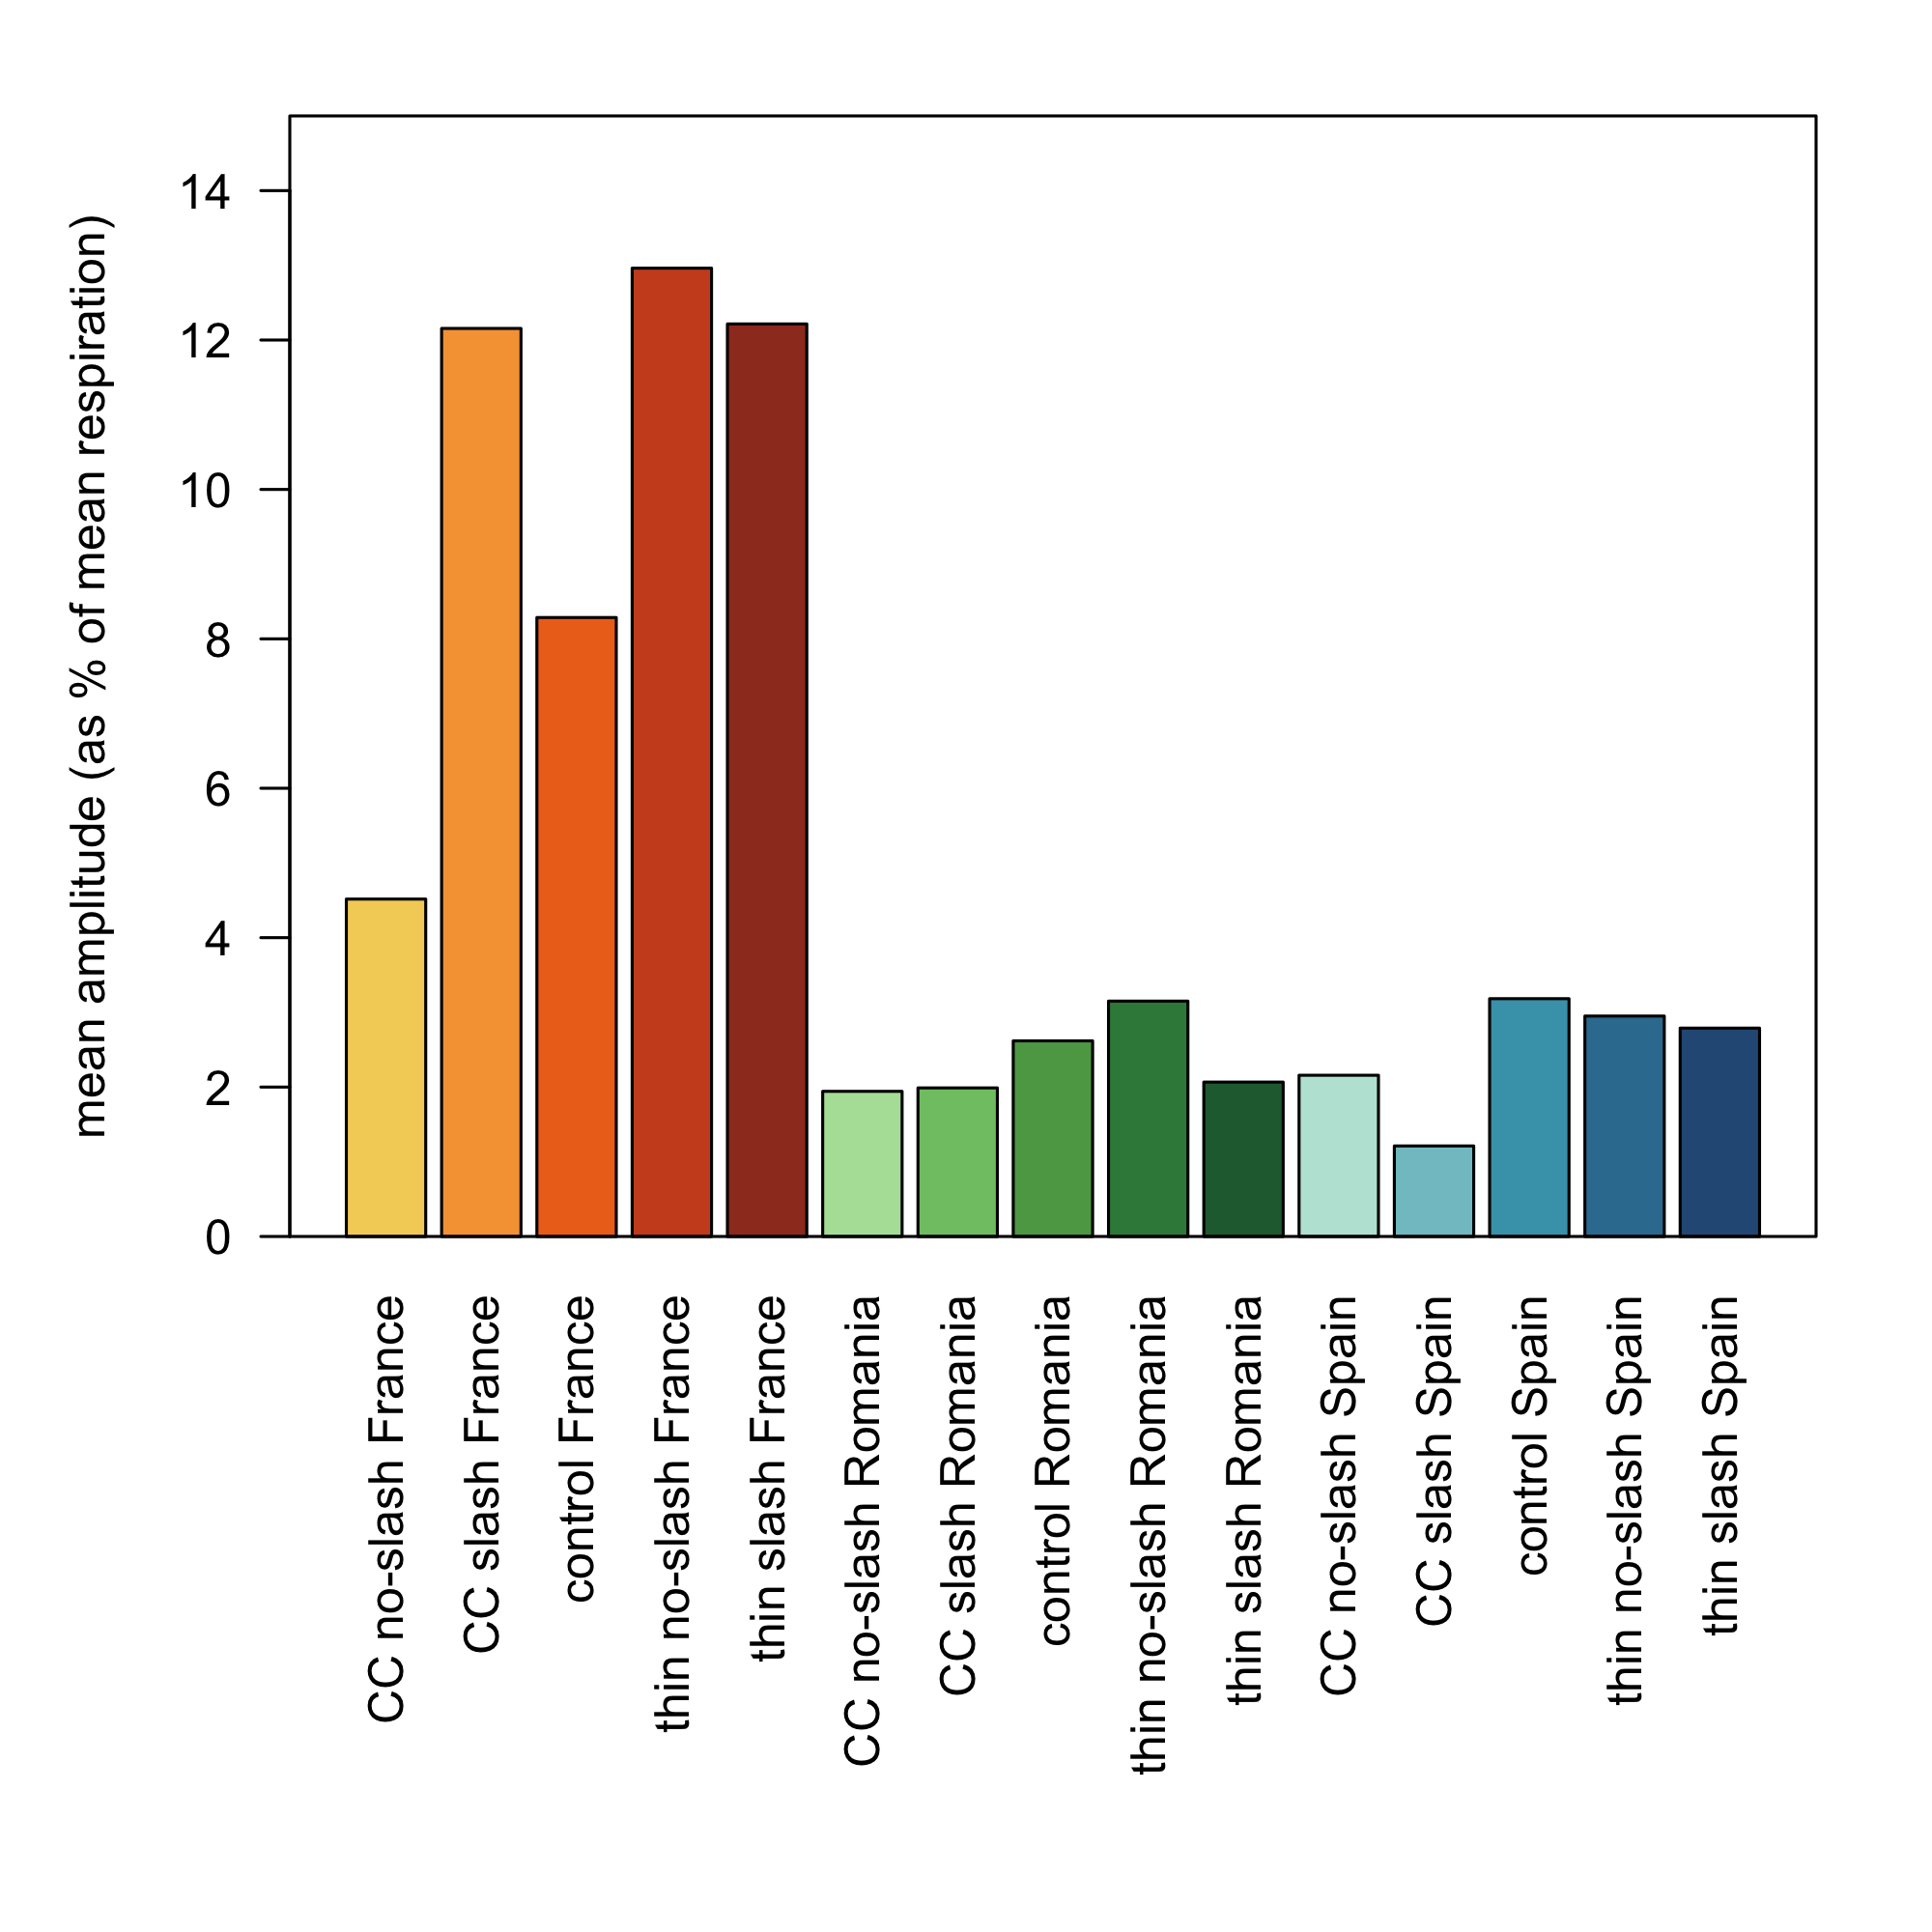 mean amplitude (as % of mean respiration)
14
12
10
8
6
4
2
0
CC no-slash France
CC slash France
control France
thin no-slash France
thin slash France
CC no-slash Romania
CC slash Romania
control Romania
thin no-slash Romania
thin slash Romania
CC no-slash Spain
CC slash Spain
control Spain
thin no-slash Spain
thin slash Spain